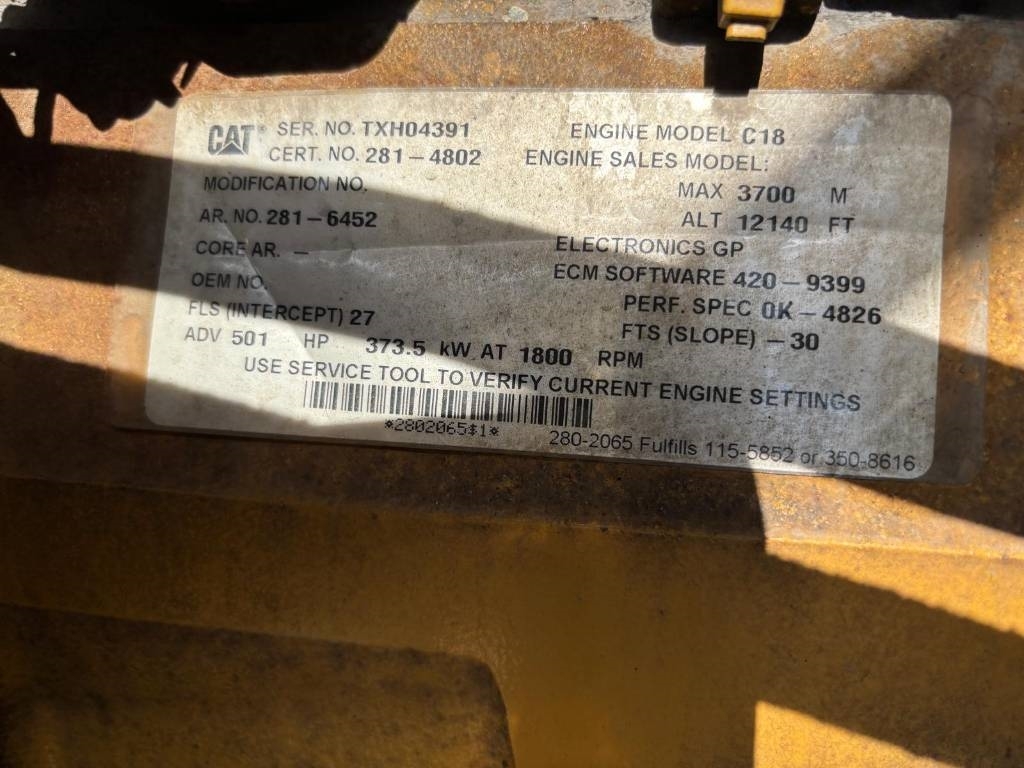 CAT® SER. NO. TXH04391 ENGINE MODEL C18
CERT. NO. 281-4802 ENGINE SALES MODEL:
MODIFICATION NO. MAX 3700 M
AR. NO. 281-6452 ALT 12140 FT
CORE AR. — ELECTRONICS GP
OEM NO. ECM SOFTWARE 420-9399
FLS (INTERCEPT) 27 PERF. SPEC 0K-4826
FTS (SLOPE) -30
ADV 501 HP 373.5 kW AT 1800 RPM
USE SERVICE TOOL TO VERIFY CURRENT ENGINE SETTINGS
*2802065$1*
280-2065 Fulfills 115-5852 or 350-8616